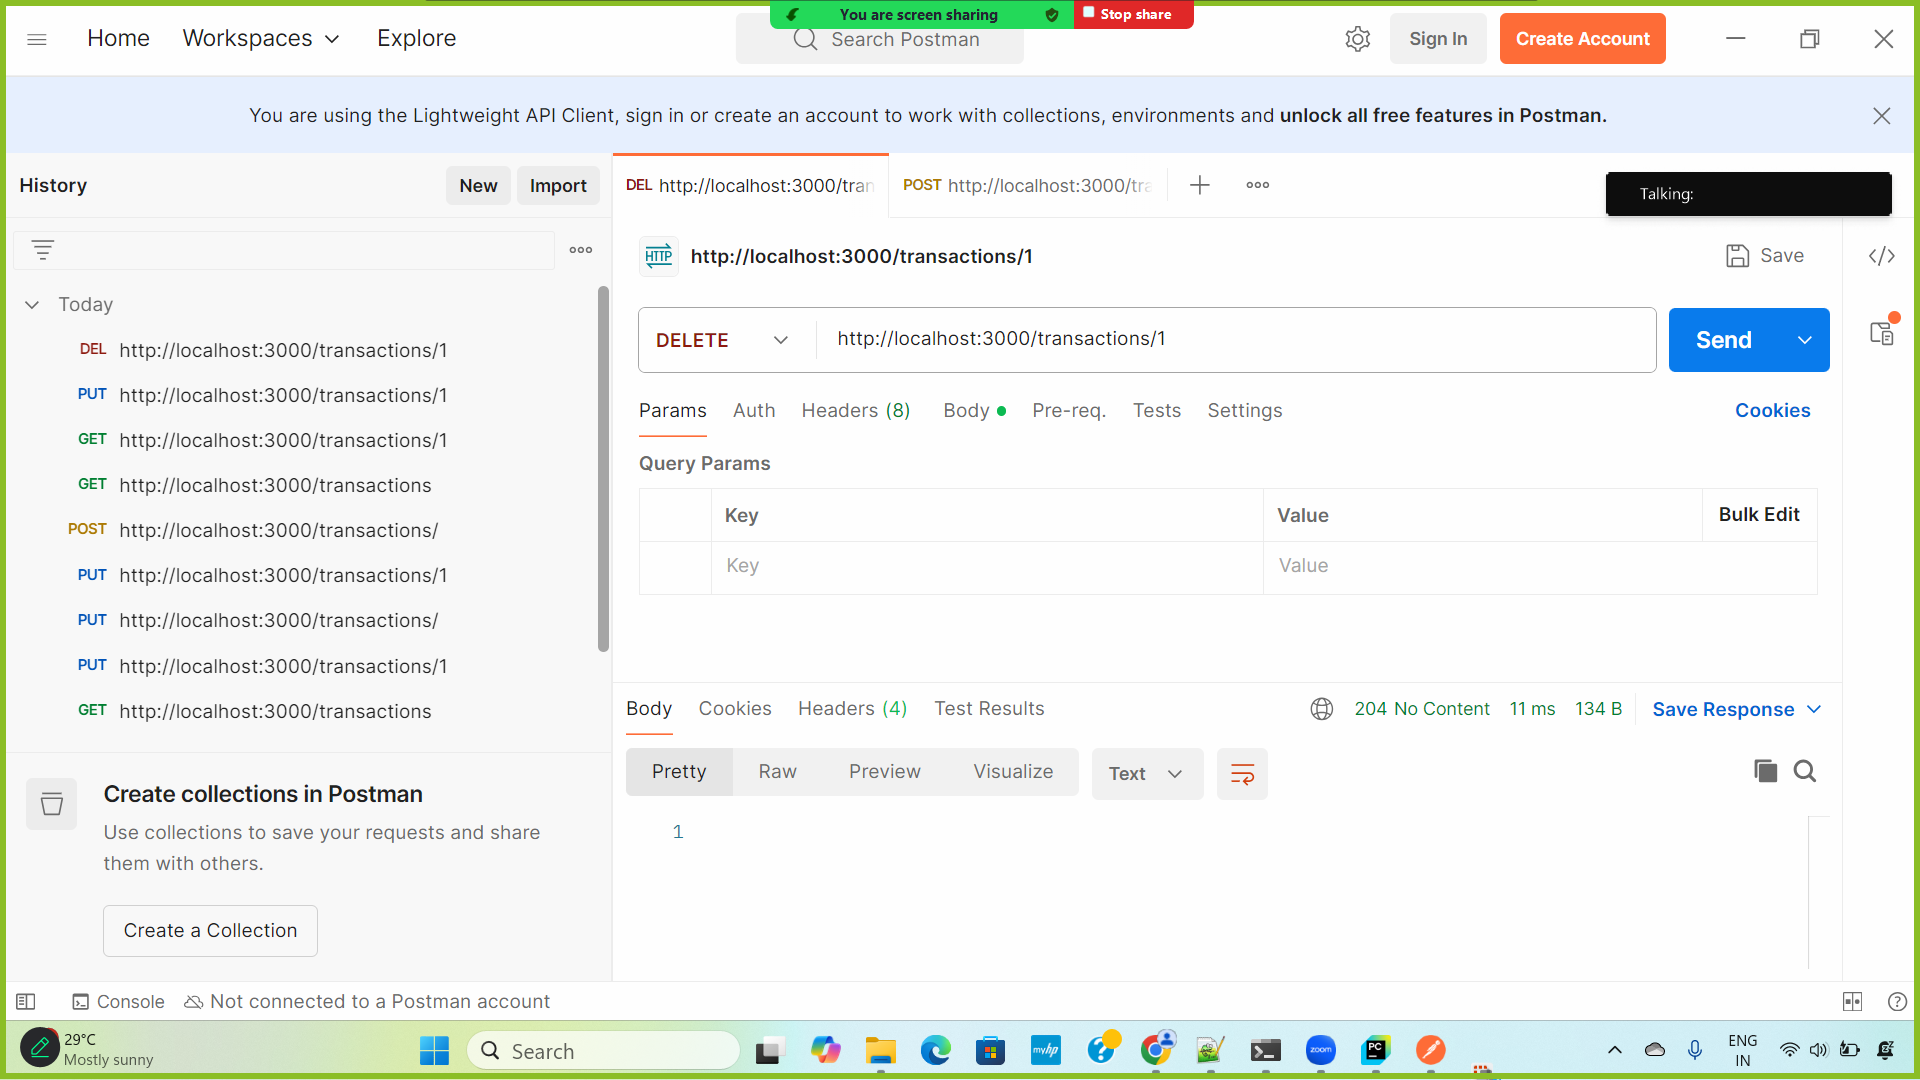 You are screen sharing
Stop share
Home
Workspaces
Explore
Search Postman
Sign In
Create Account
You are using the Lightweight API Client, sign in or create an account to work with collections, environments and unlock all free features in Postman.
History
New
Import
DEL http://localhost:3000/tran
POST http://localhost:3000/tra
Talking:
HTTP
http://localhost:3000/transactions/1
Save
Today
DEL http://localhost:3000/transactions/1
PUT http://localhost:3000/transactions/1
GET http://localhost:3000/transactions/1
GET http://localhost:3000/transactions
POST http://localhost:3000/transactions/
PUT http://localhost:3000/transactions/1
PUT http://localhost:3000/transactions/
PUT http://localhost:3000/transactions/1
GET http://localhost:3000/transactions
DELETE
http://localhost:3000/transactions/1
Send
Params
Auth
Headers (8)
Body
Pre-req.
Tests
Settings
Cookies
Query Params
Key
Value
Bulk Edit
Key
Value
Body
Cookies
Headers (4)
Test Results
204 No Content
11 ms
134 B
Save Response
Pretty
Raw
Preview
Visualize
Text
1
Create collections in Postman
Use collections to save your requests and share
them with others.
Create a Collection
Console
Not connected to a Postman account
29°C
Mostly sunny
Search
myhp
zoom
PC
ENG
IN